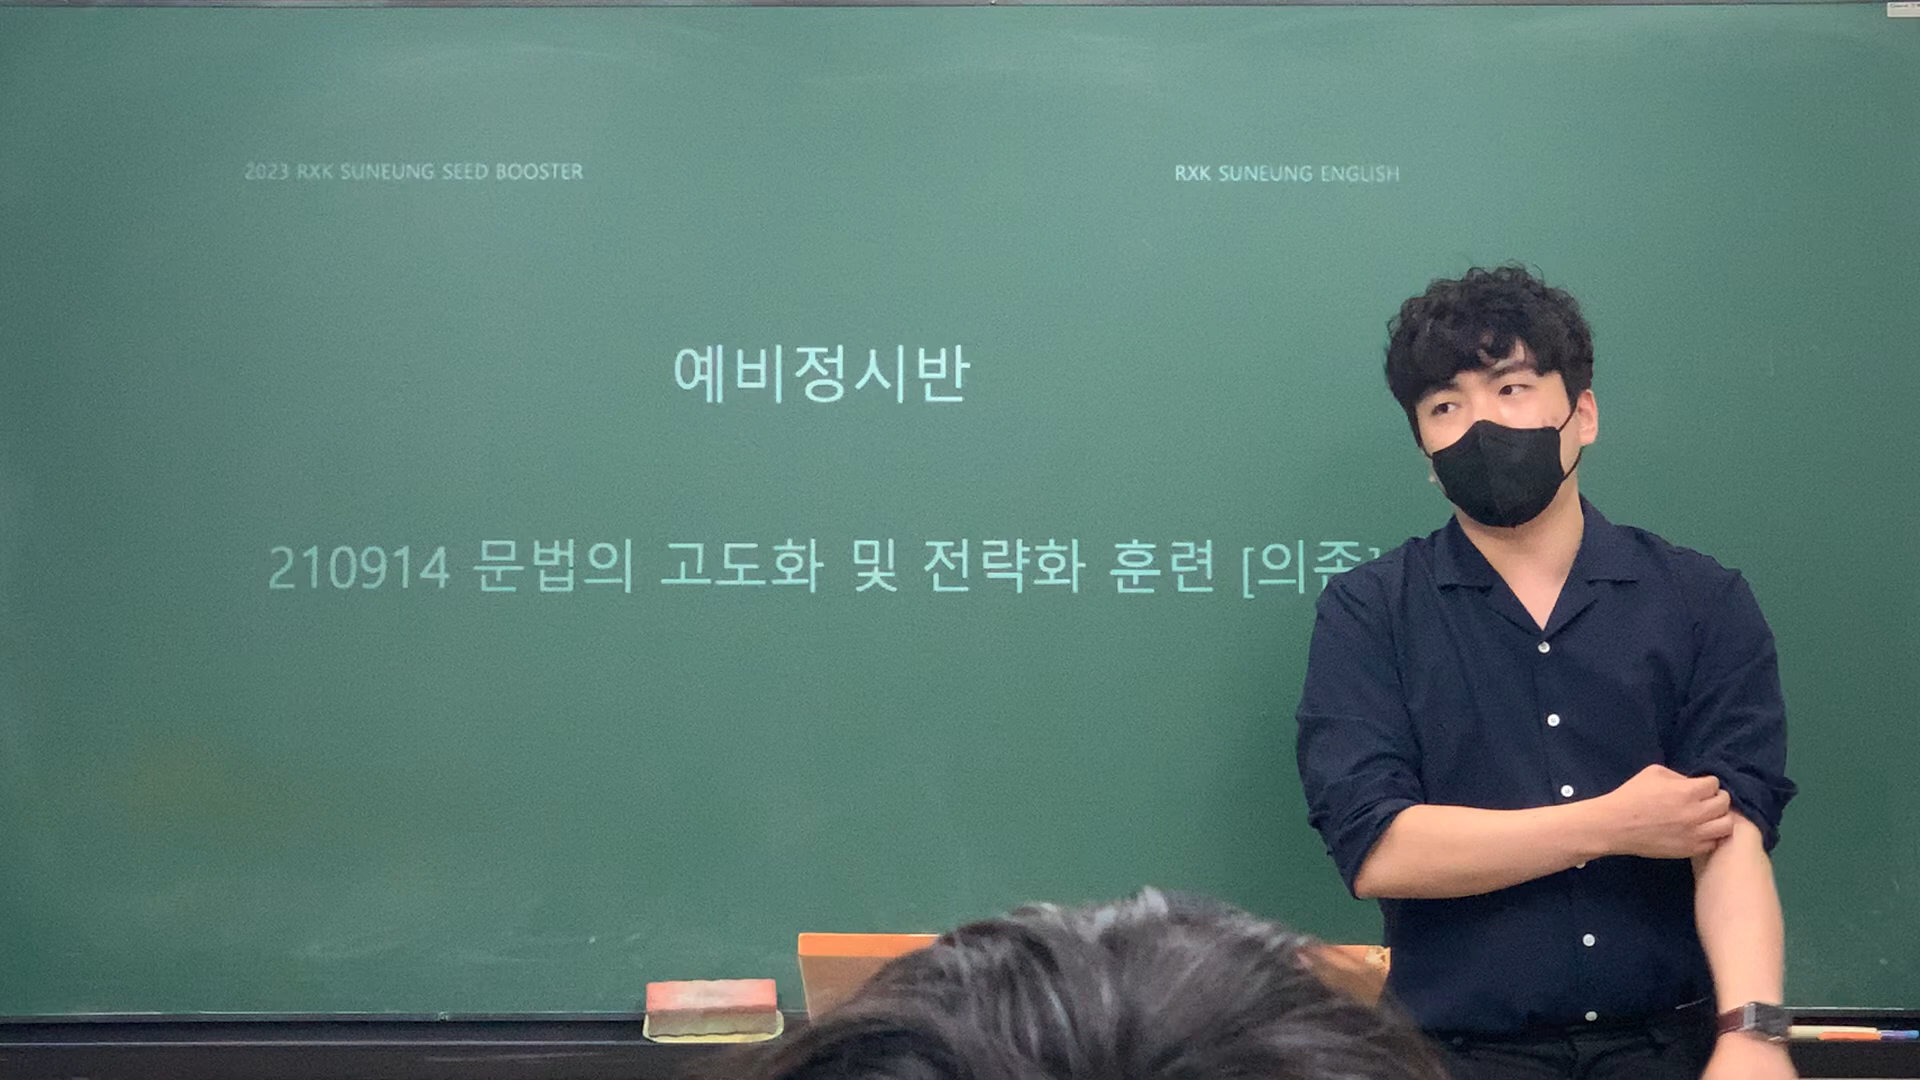 2023 RXK SUNEUNG SEED BOOSTER
RXK SUNEUNG ENGLISH
예비정시반
210914 문법의 고도화 및 전략화 훈련 [의존]